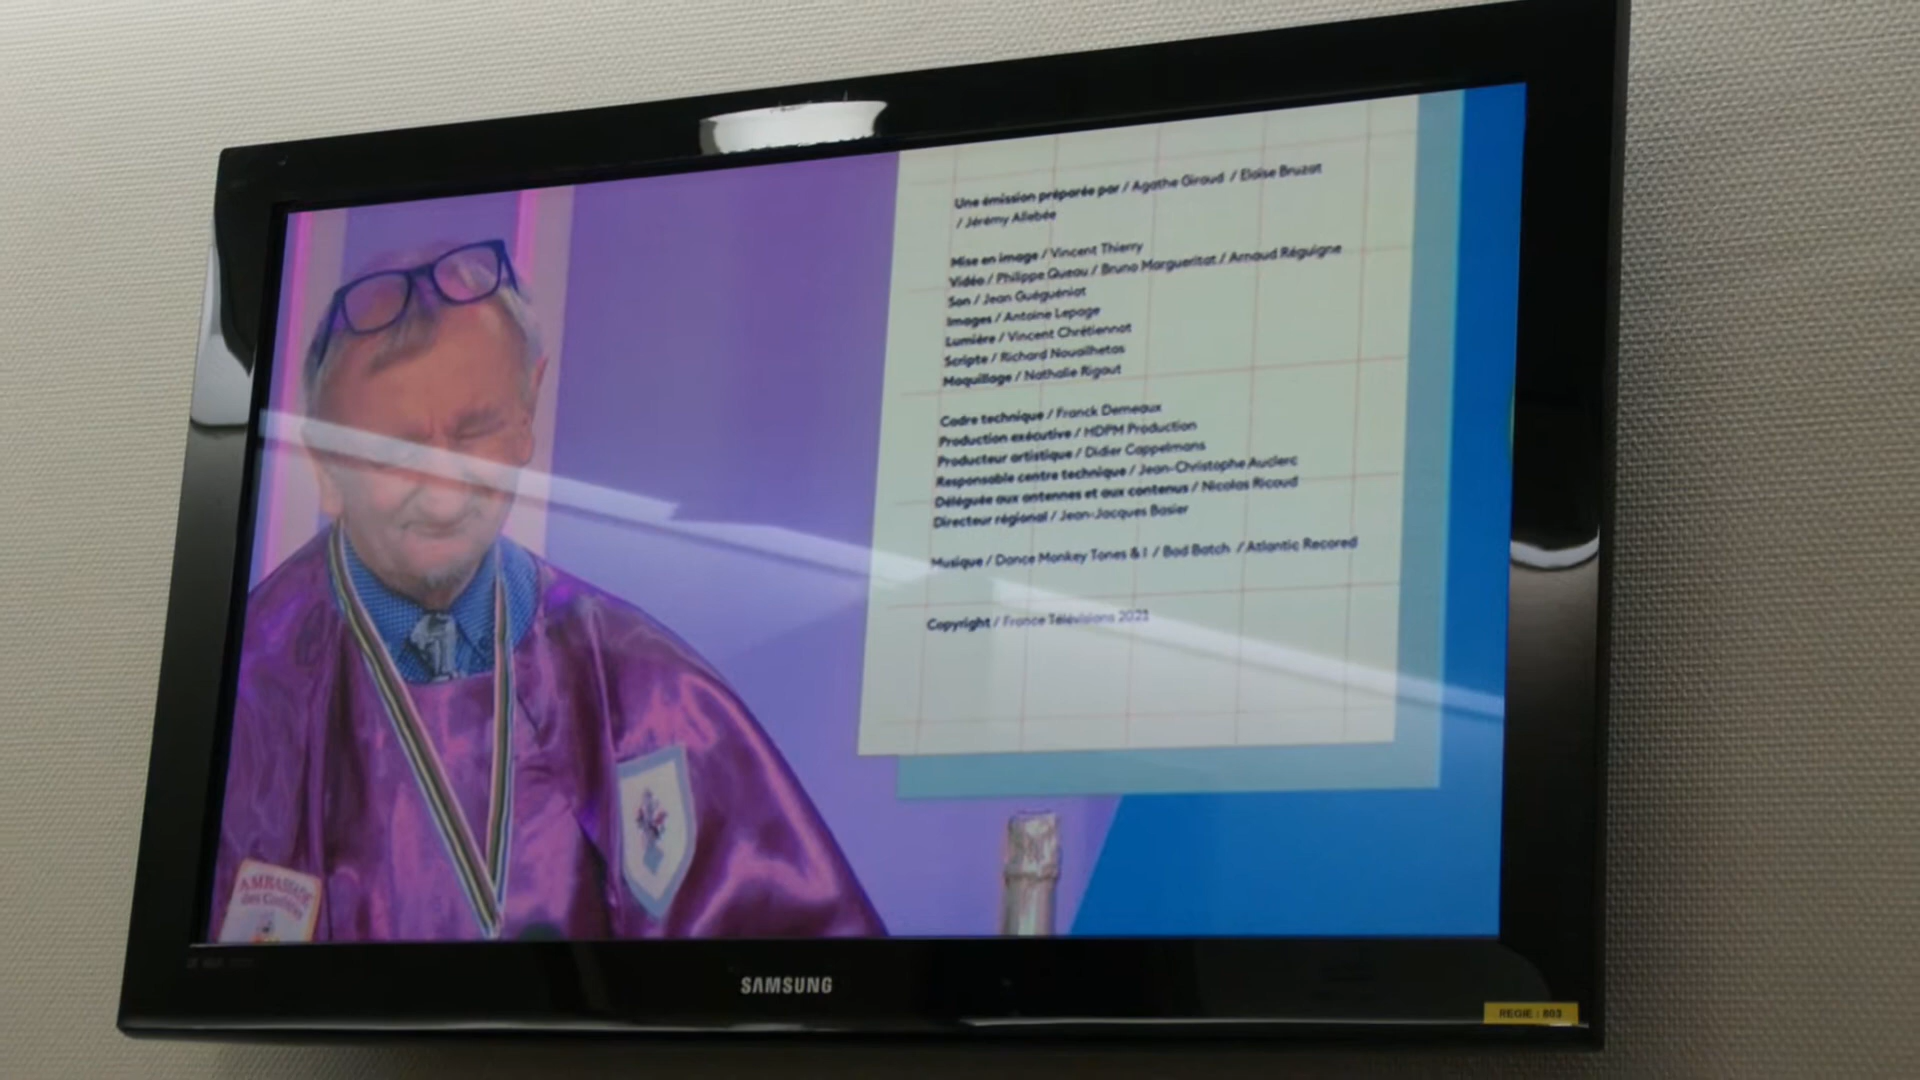 Une émission préparée par / Agathe Giraud / Eloïse Bruzat
/ Jérémy Allebée
Mise en image / Vincent Thierry
Vidéo / Philippe Queau / Bruno Margueritat / Arnaud Réguigne
Son / Jean Guéguéniat
Images / Antoine Lepage
Lumière / Vincent Chrétiennot
Scripte / Richard Nouailhetas
Maquillage / Nathalie Rigaut
Cadre technique / Franck Demeaux
Production exécutive / HDPM Production
Producteur artistique / Didier Cappelmans
Responsable centre technique / Jean-Christophe Auclerc
Déléguée aux antennes et aux contenus / Nicolas Ricaud
Directeur régional / Jean-Jacques Basier
Musique / Dance Monkey Tones & I / Bad Batch / Atlantic Recored
Copyright / France Télévisions 2021
AMBASSADE
des
SAMSUNG
REGIE : 803